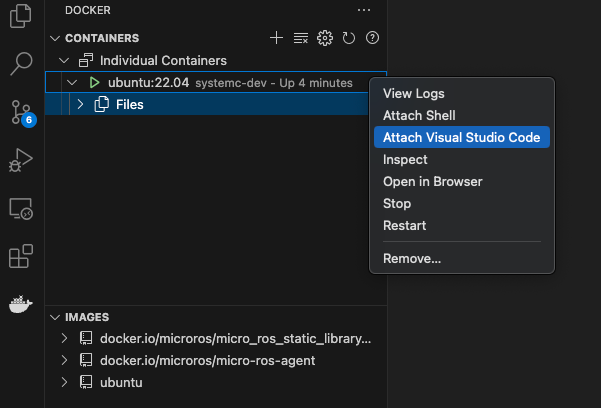 DOCKER
CONTAINERS
Individual Containers
ubuntu:22.04 systemc-dev - Up 4 minutes
Files
6
View Logs
Attach Shell
Attach Visual Studio Code
Inspect
Open in Browser
Stop
Restart
Remove...
IMAGES
docker.io/microros/micro_ros_static_library...
docker.io/microros/micro-ros-agent
ubuntu